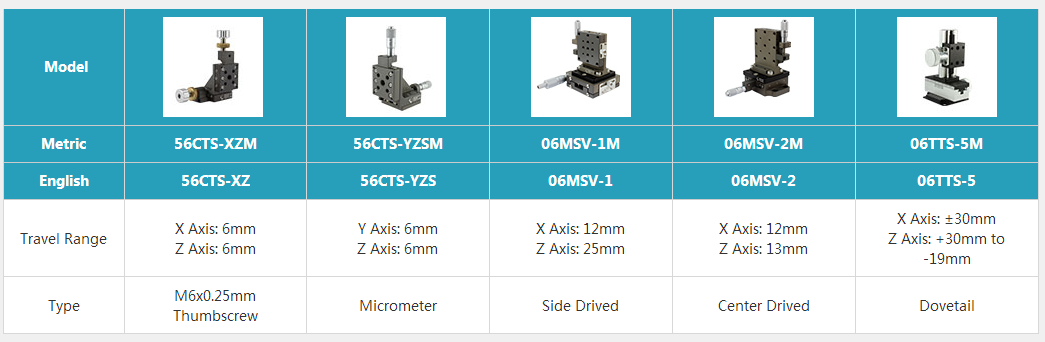 Model
Metric 56CTS-XZM 56CTS-YZSM 06MSV-1M 06MSV-2M 06TTS-5M
English 56CTS-XZ 56CTS-YZS 06MSV-1 06MSV-2 06TTS-5
Travel Range
X Axis: 6mm
Z Axis: 6mm
Y Axis: 6mm
Z Axis: 6mm
X Axis: 12mm
Z Axis: 25mm
X Axis: 12mm
Z Axis: 13mm
X Axis: ±30mm
Z Axis: +30mm to
-19mm
Type
M6x0.25mm
Thumbscrew
Micrometer
Side Drived
Center Drived
Dovetail